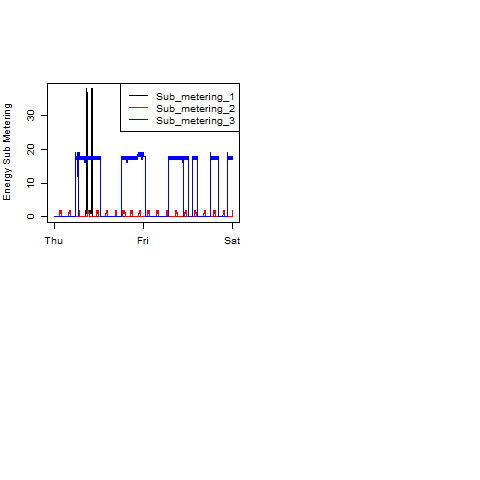 Sub_metering_1
Sub_metering_2
Sub_metering_3
Energy Sub Metering
30
20
10
0
Thu Fri Sat